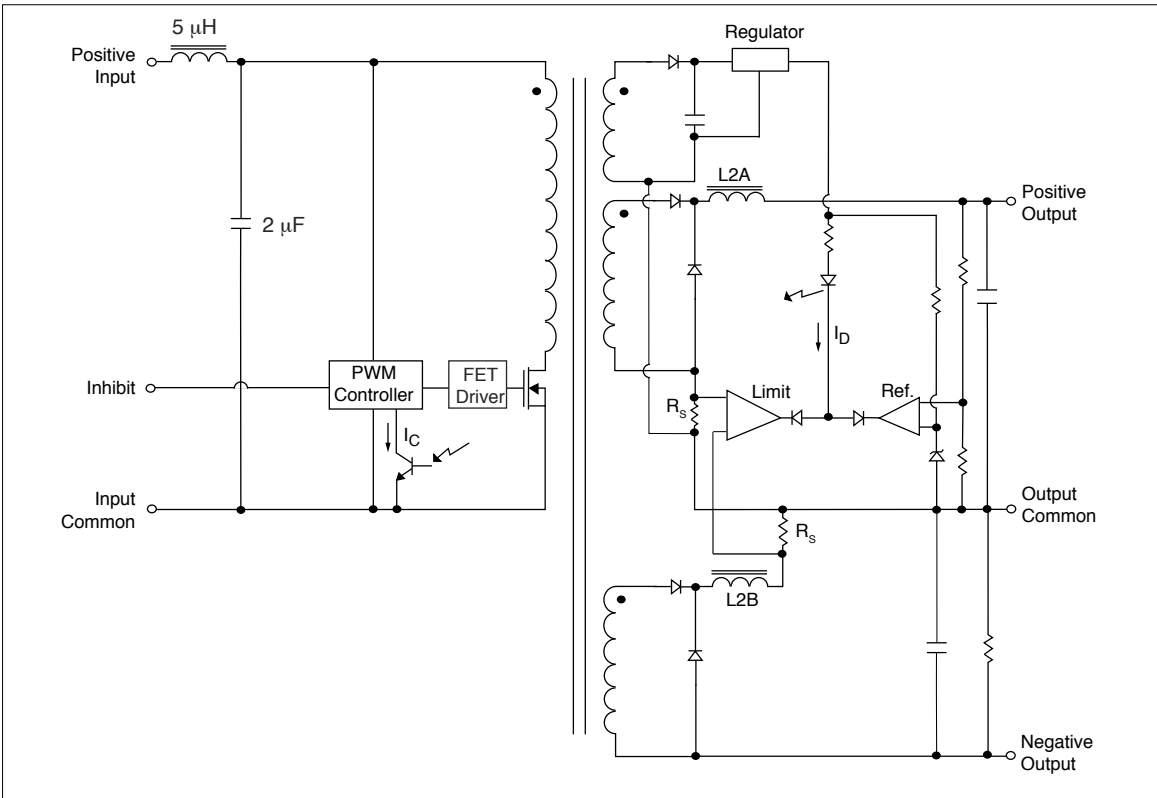 5 μH
Positive
Input
2 μF
Inhibit
PWM
Controller
FET
Driver
I_C
Input
Common
Regulator
L2A
Positive
Output
I_D
Limit
Ref.
R_S
Output
Common
R_S
L2B
Negative
Output